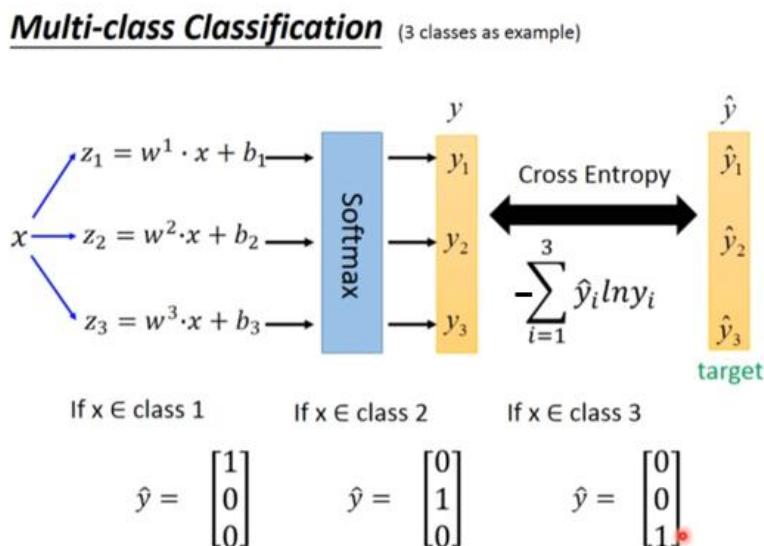 Multi-class Classification (3 classes as example)
y ŷ
z₁ = w¹ · x + b₁ y₁ ŷ₁
Cross Entropy
x z₂ = w²·x + b₂ Softmax y₂ ŷ₂
-∑³ᵢ₌₁ ŷᵢlnyᵢ
z₃ = w³·x + b₃ y₃ ŷ₃
target
If x ∈ class 1 If x ∈ class 2 If x ∈ class 3
ŷ = [1 0 0] ŷ = [0 1 0] ŷ = [0 0 1]